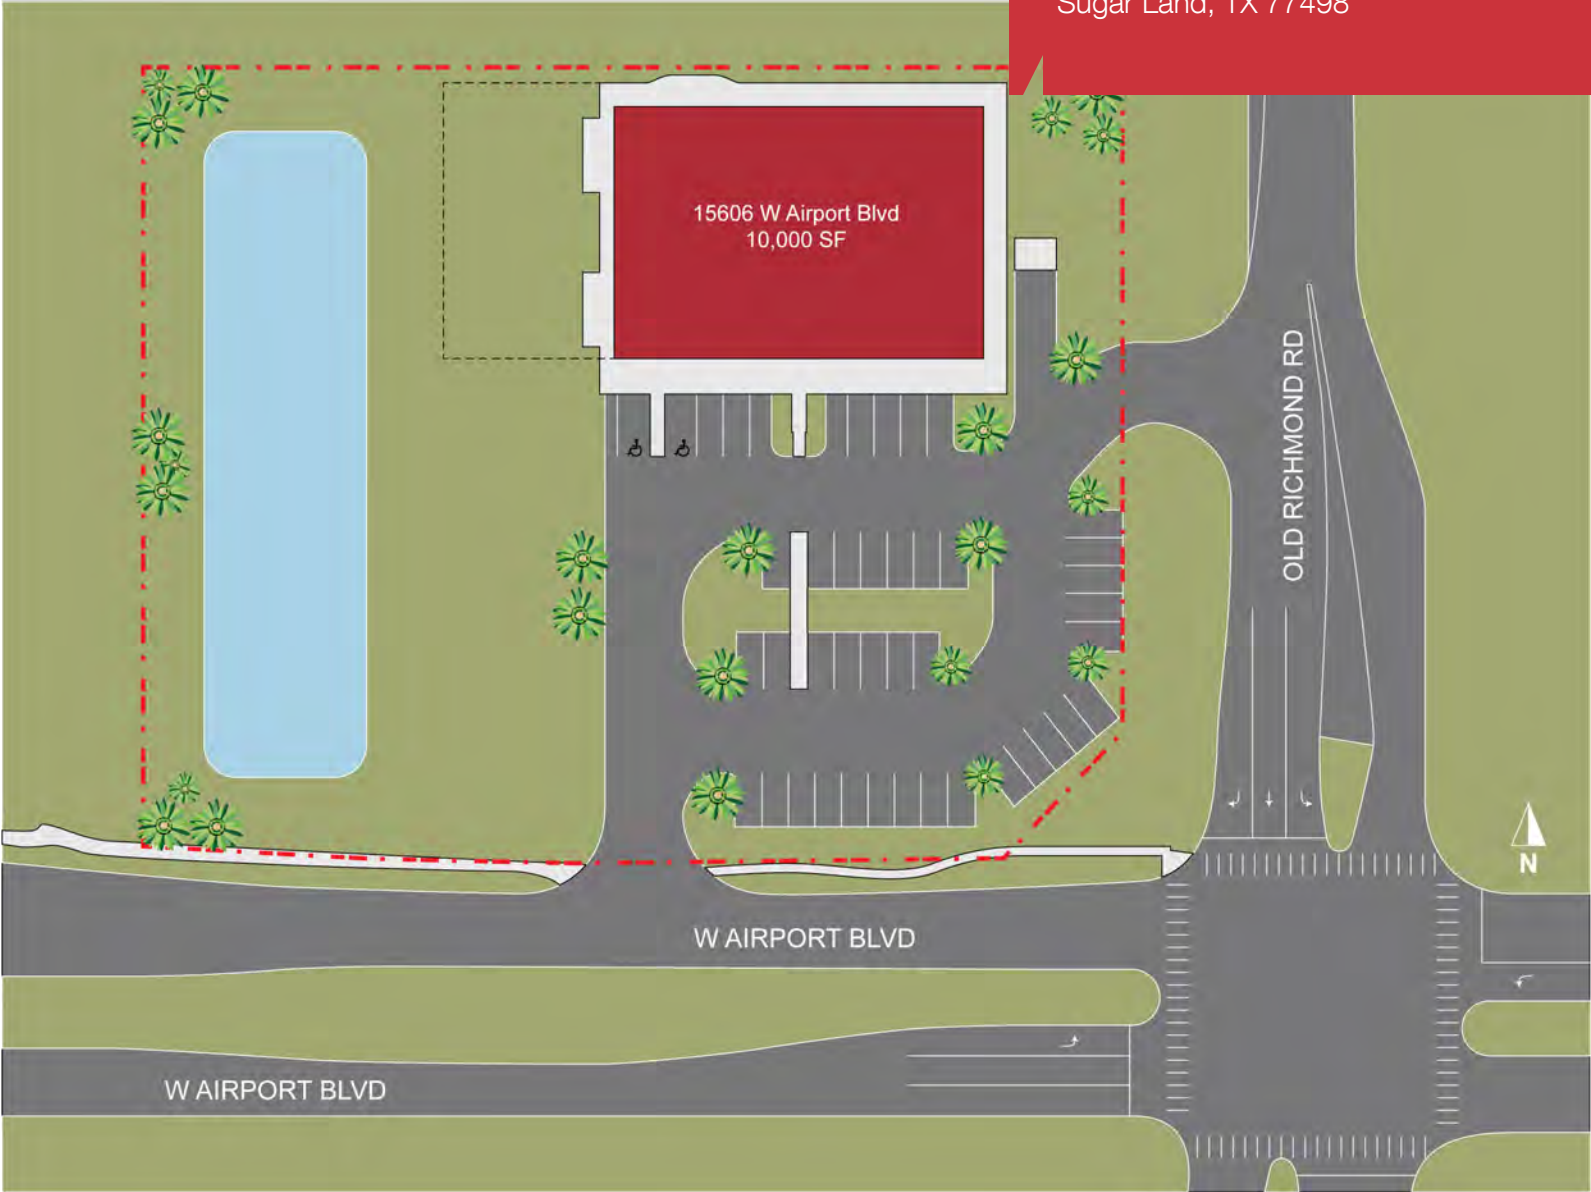 Sugar Land, TX 77498
15606 W Airport Blvd
10,000 SF
OLD RICHMOND RD
N
W AIRPORT BLVD
W AIRPORT BLVD